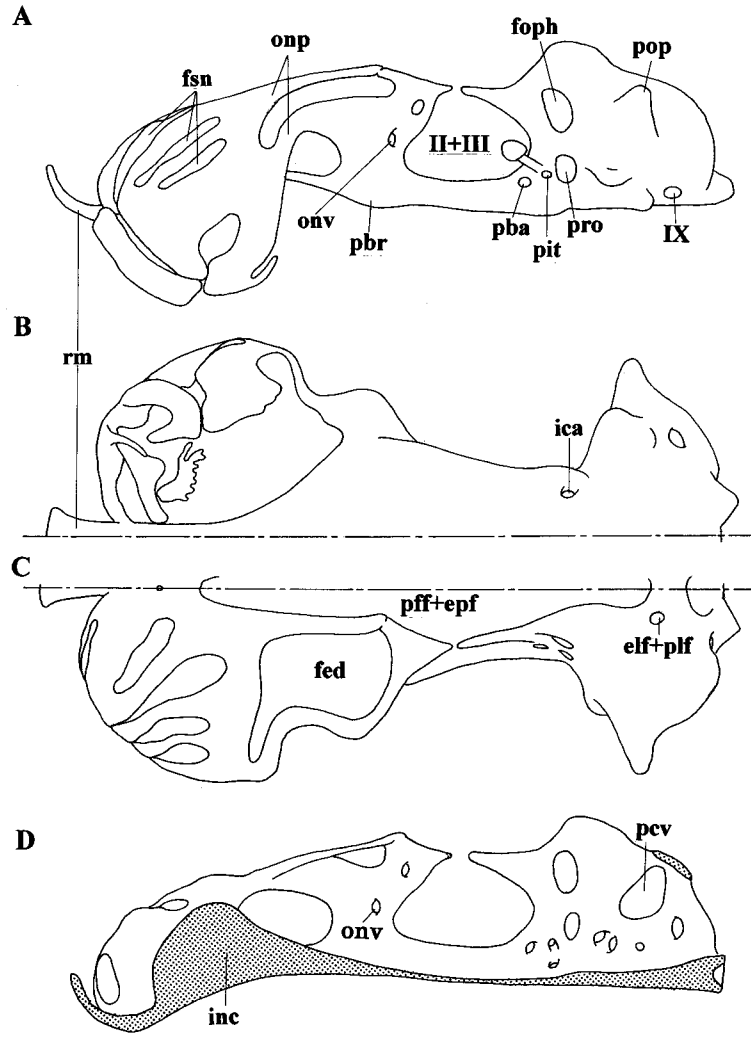 A
onp
foph
fsn
pop
II+III
onv
pbr
pba
pit
pro
IX
B
rm
ica
C
pff+epf
fed
elf+plf
D
pcv
onv
inc